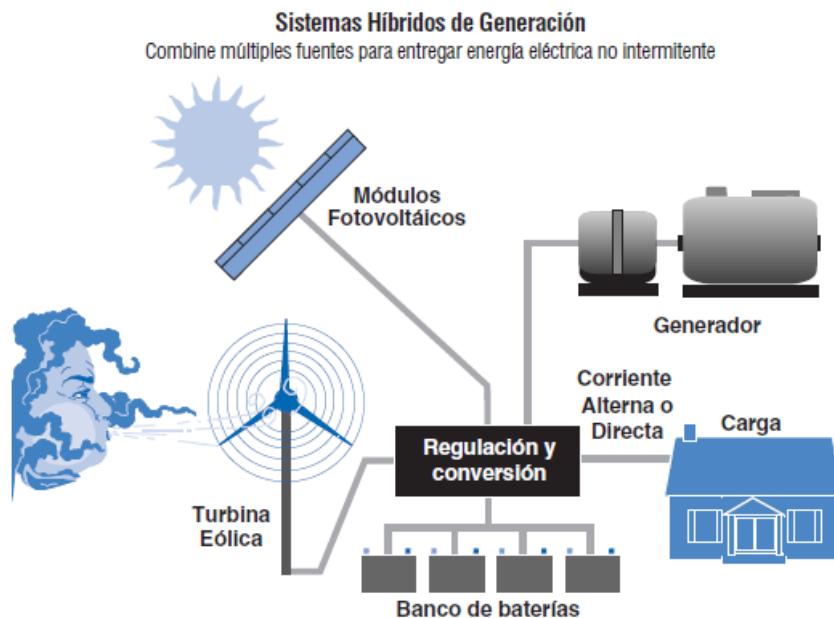 Sistemas Híbridos de Generación
Combine múltiples fuentes para entregar energía eléctrica no intermitente
Módulos
Fotovoltáicos
Generador
Corriente
Alterna o
Directa
Carga
Regulación y
conversión
Turbina
Eólica
Banco de baterías